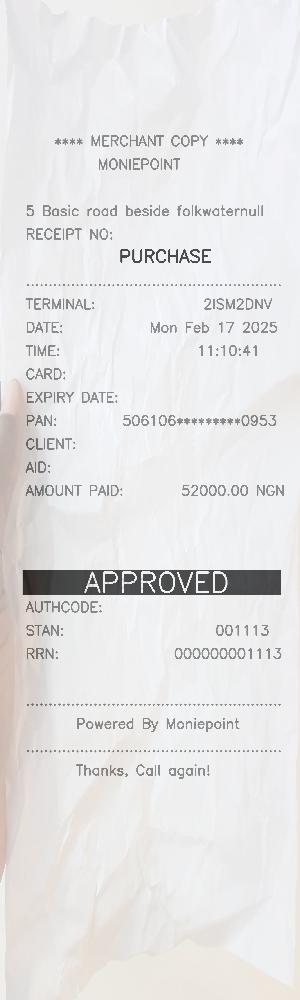 **** MERCHANT COPY ****
MONIEPOINT
5 Basic road beside folkwaternull
RECEIPT NO:
PURCHASE
TERMINAL: 2ISM2DNV
DATE: Mon Feb 17 2025
TIME: 11:10:41
CARD:
EXPIRY DATE:
PAN: 506106*********0953
CLIENT:
AID:
AMOUNT PAID: 52000.00 NGN
APPROVED
AUTHCODE:
STAN: 001113
RRN: 000000001113
Powered By Moniepoint
Thanks, Call again!